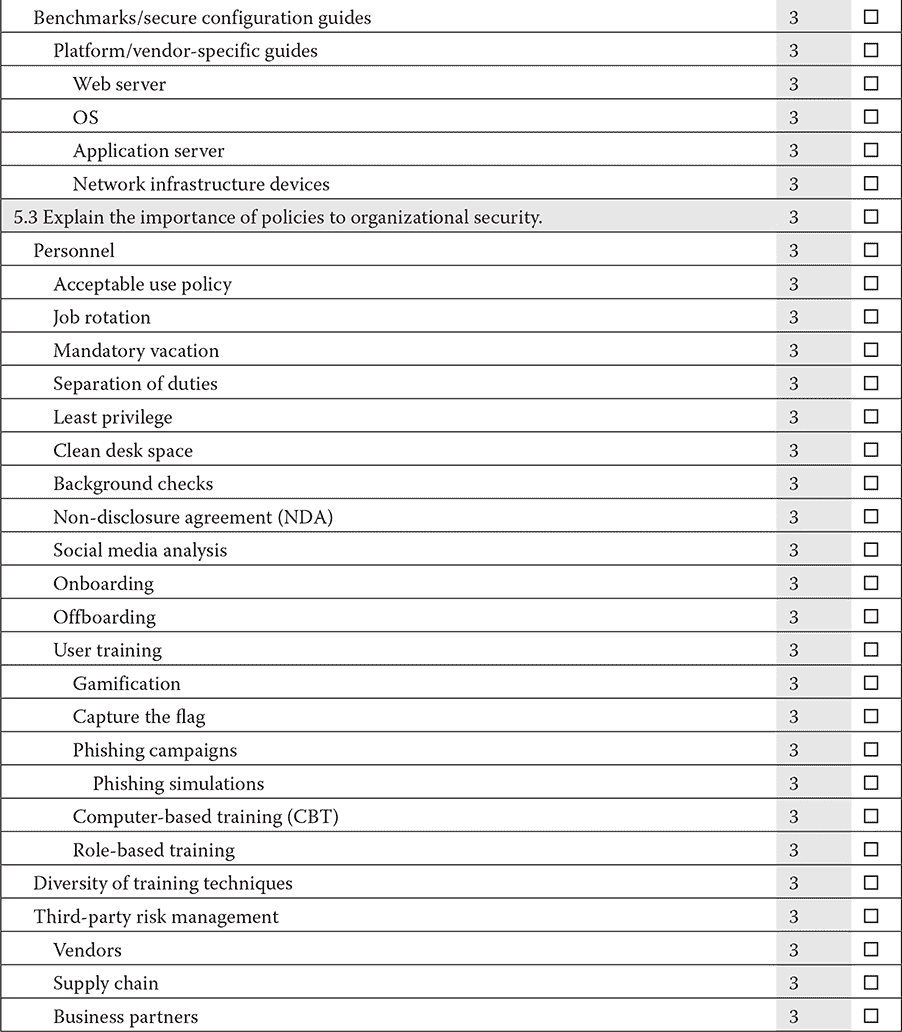 Benchmarks/secure configuration guides 3 ☐
Platform/vendor-specific guides 3 ☐
Web server 3 ☐
OS 3 ☐
Application server 3 ☐
Network infrastructure devices 3 ☐
5.3 Explain the importance of policies to organizational security. 3 ☐
Personnel 3 ☐
Acceptable use policy 3 ☐
Job rotation 3 ☐
Mandatory vacation 3 ☐
Separation of duties 3 ☐
Least privilege 3 ☐
Clean desk space 3 ☐
Background checks 3 ☐
Non-disclosure agreement (NDA) 3 ☐
Social media analysis 3 ☐
Onboarding 3 ☐
Offboarding 3 ☐
User training 3 ☐
Gamification 3 ☐
Capture the flag 3 ☐
Phishing campaigns 3 ☐
Phishing simulations 3 ☐
Computer-based training (CBT) 3 ☐
Role-based training 3 ☐
Diversity of training techniques 3 ☐
Third-party risk management 3 ☐
Vendors 3 ☐
Supply chain 3 ☐
Business partners 3 ☐